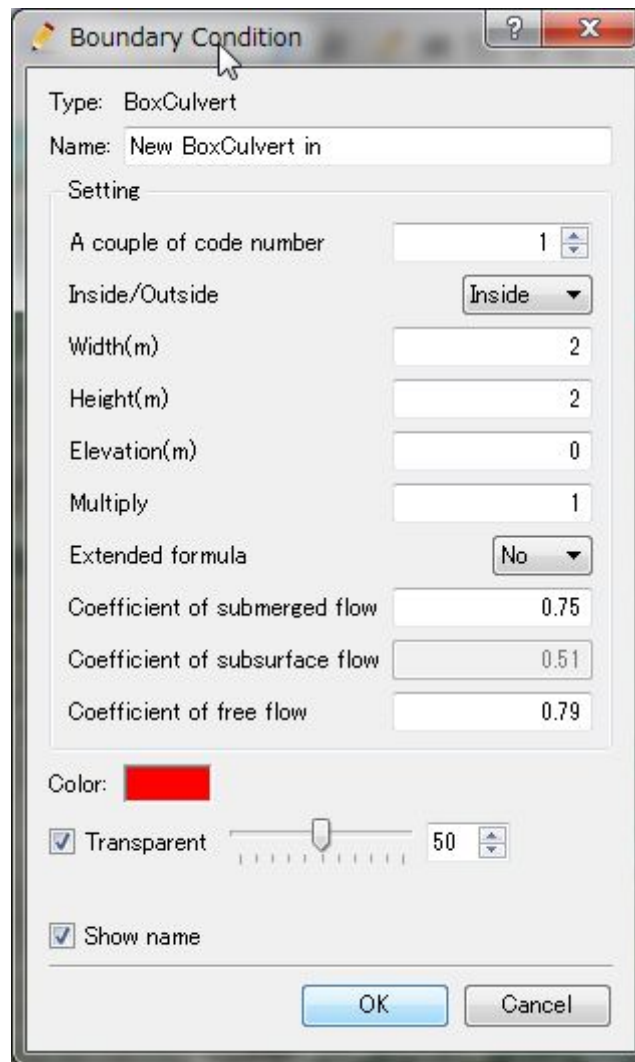 Boundary Condition
?
Type: BoxCulvert
Name: New BoxCulvert in
Setting
A couple of code number 1
Inside/Outside Inside
Width(m) 2
Height(m) 2
Elevation(m) 0
Multiply 1
Extended formula No
Coefficient of submerged flow 0.75
Coefficient of subsurface flow 0.51
Coefficient of free flow 0.79
Color:
Transparent 50
Show name
OK Cancel